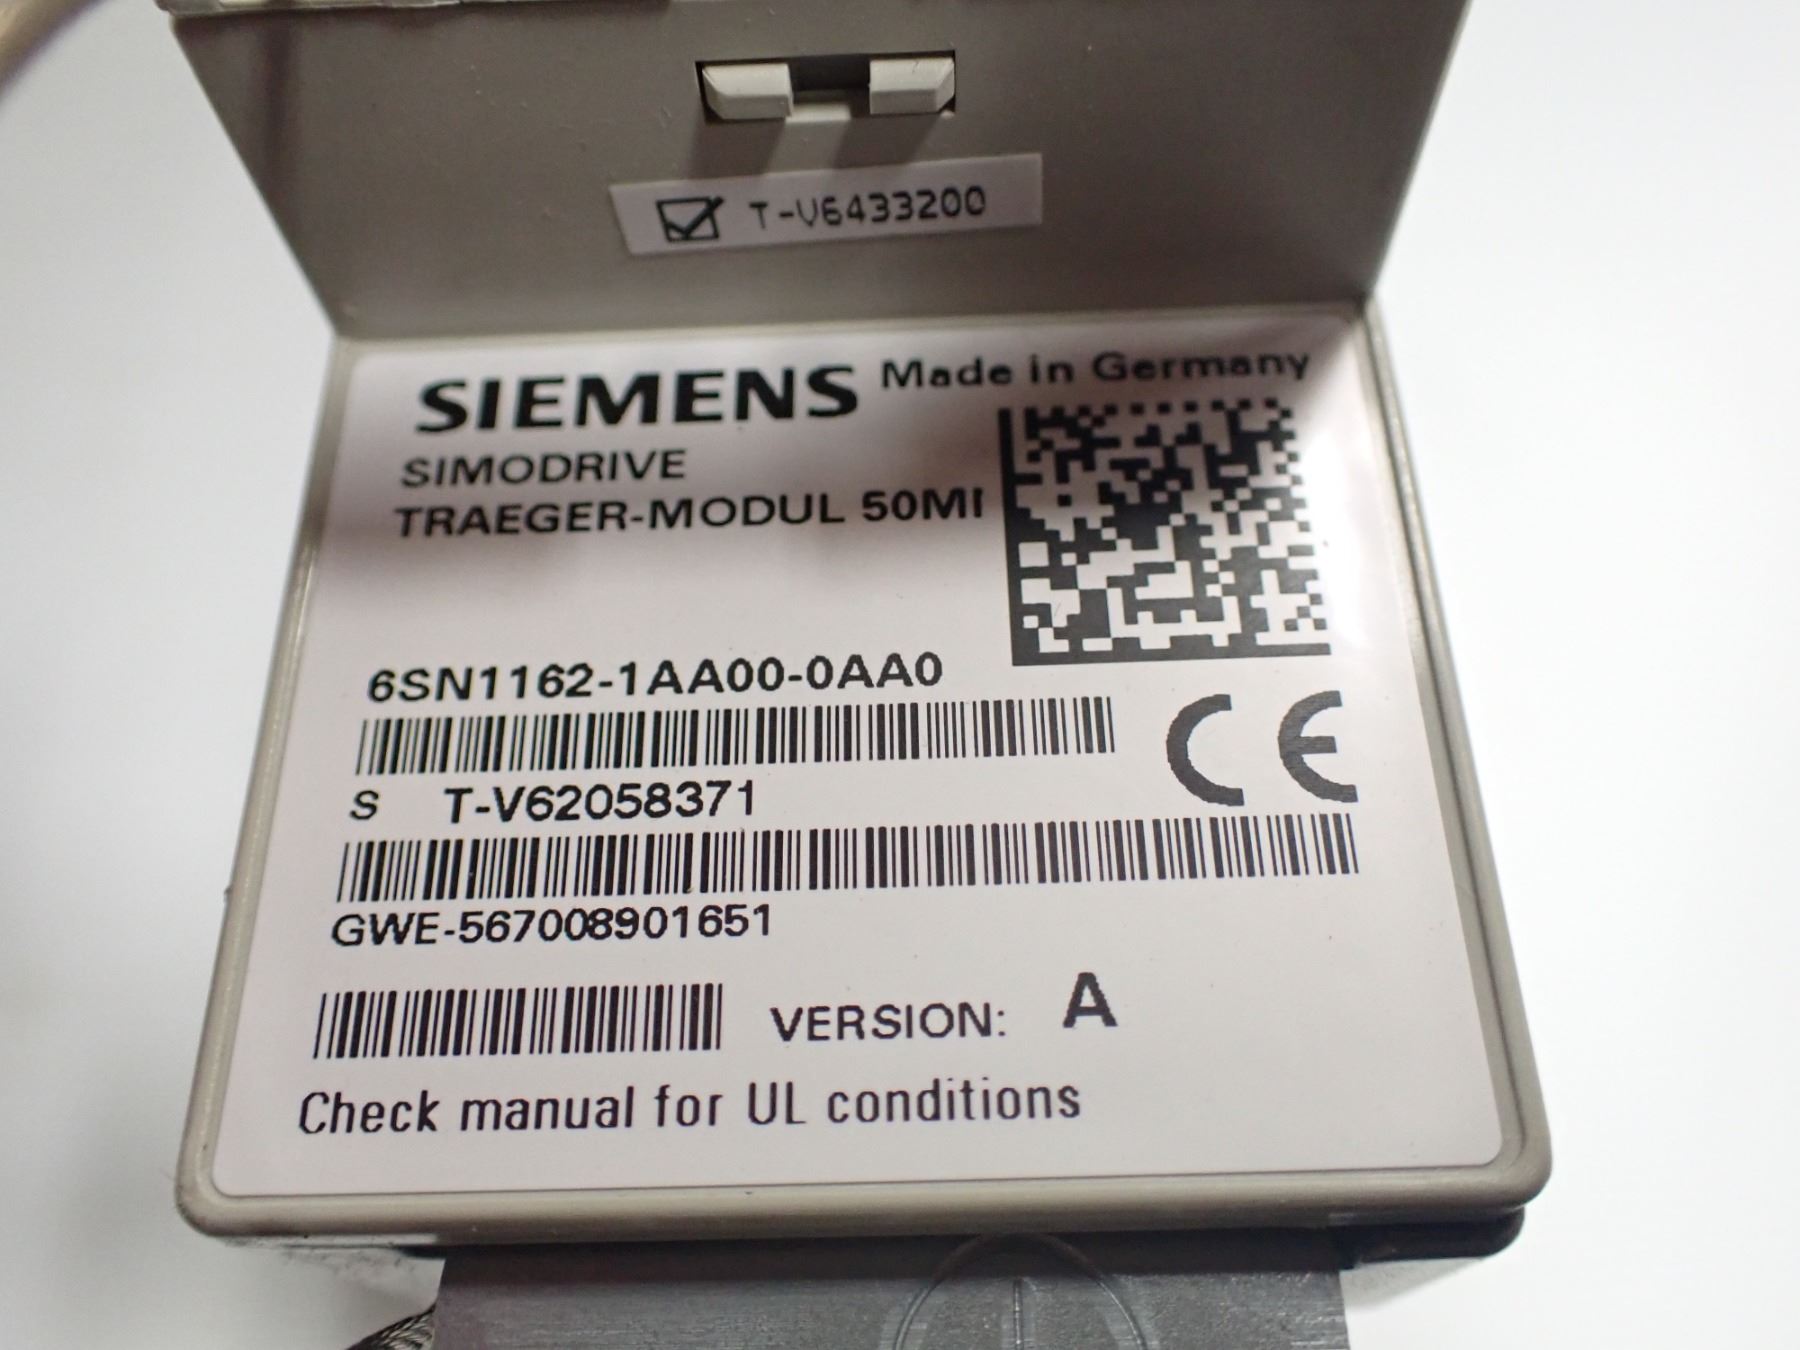 T-V6433200
SIEMENS Made in Germany
SIMODRIVE
TRAEGER-MODUL 50MI
6SN1162-1AA00-0AA0
CE
S T-V62058371
GWE-567008901651
VERSION: A
Check manual for UL conditions